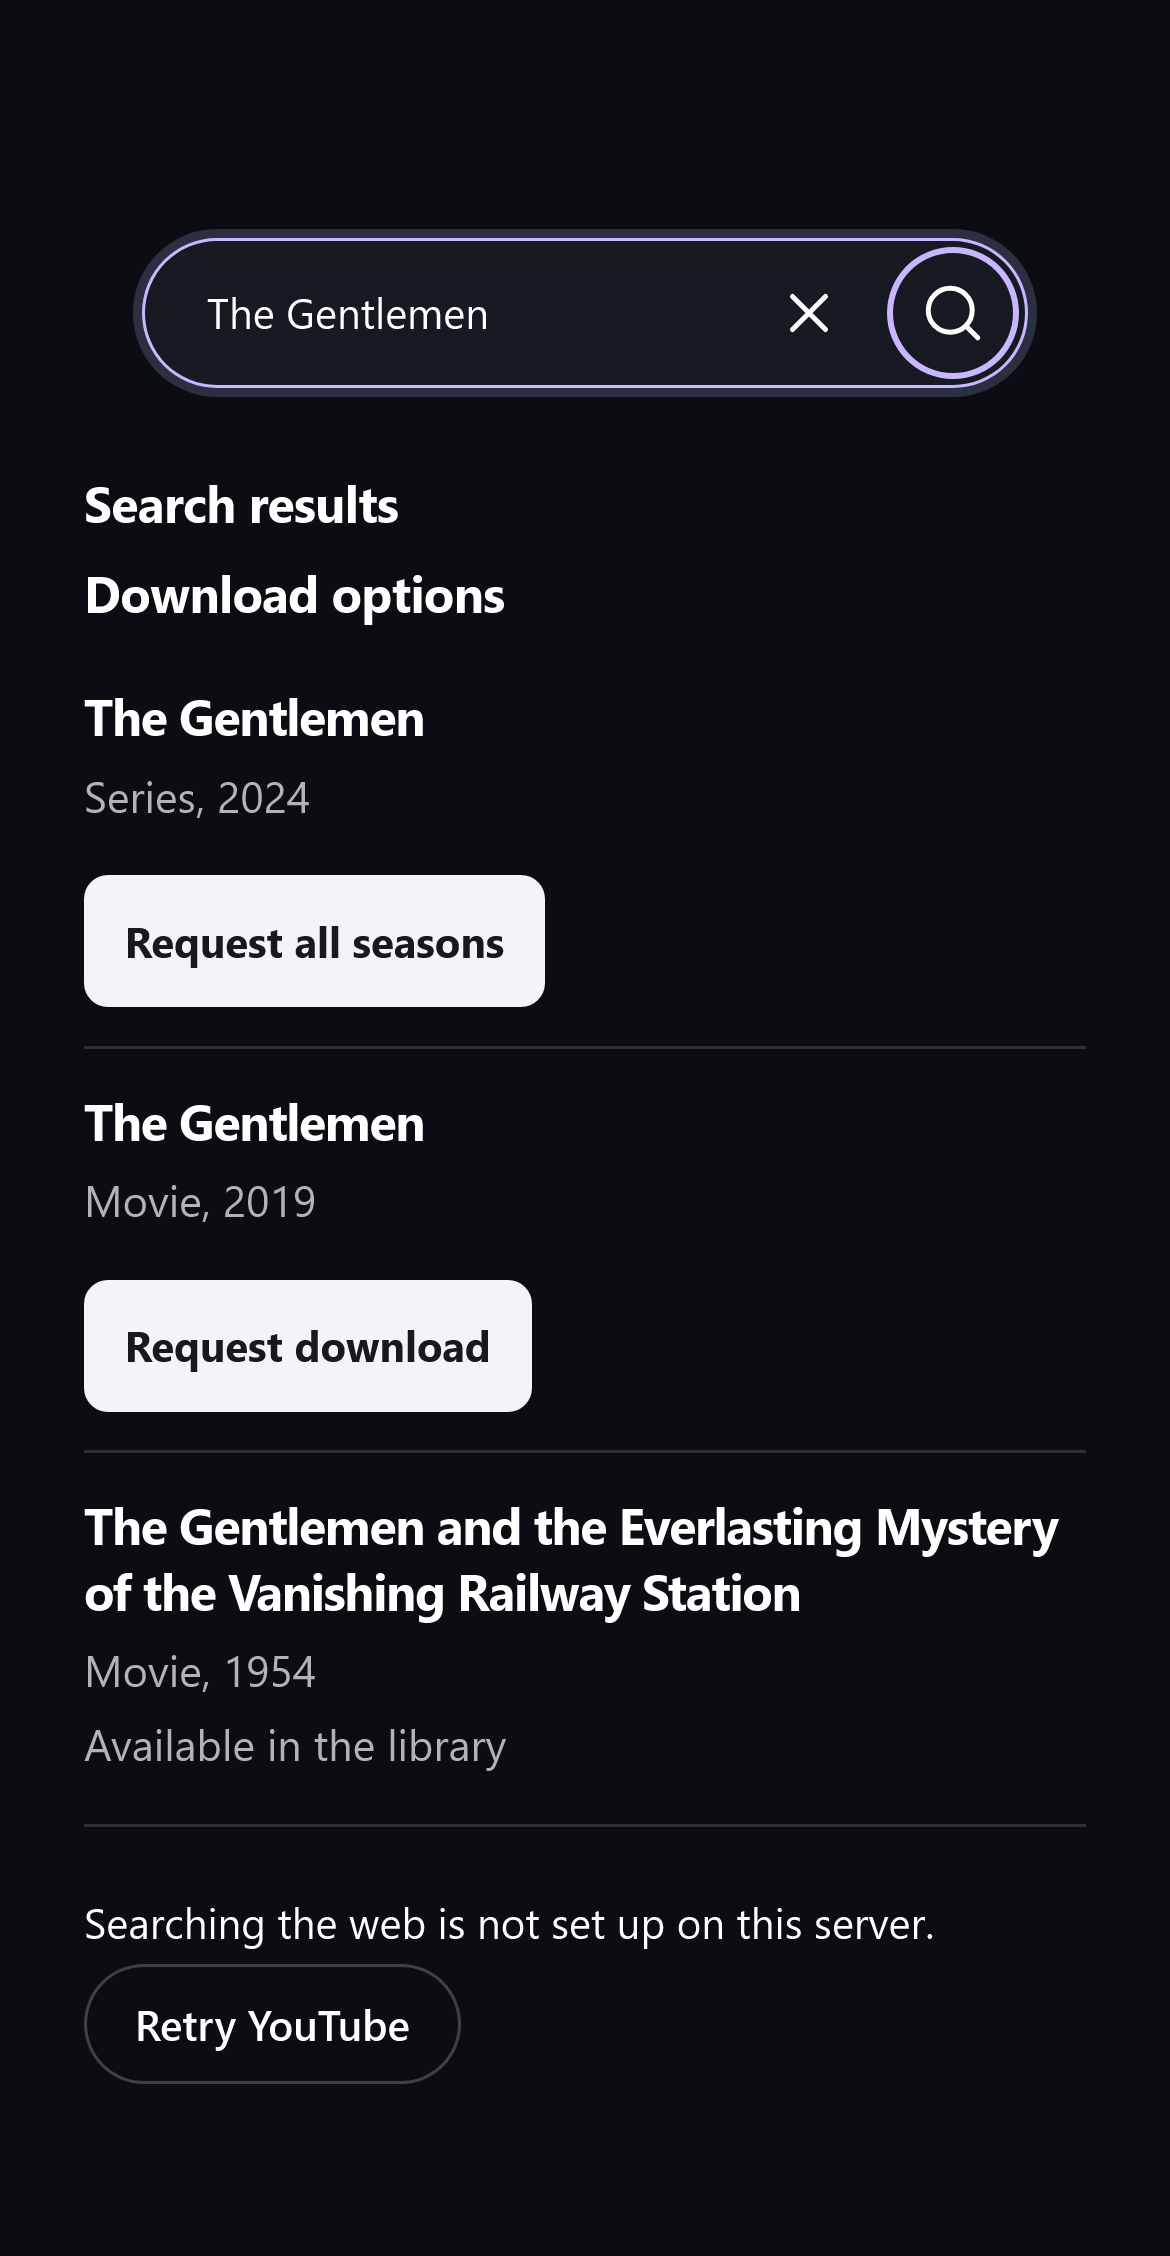 The Gentlemen
Search results
Download options
The Gentlemen
Series, 2024
Request all seasons
The Gentlemen
Movie, 2019
Request download
The Gentlemen and the Everlasting Mystery
of the Vanishing Railway Station
Movie, 1954
Available in the library
Searching the web is not set up on this server.
Retry YouTube